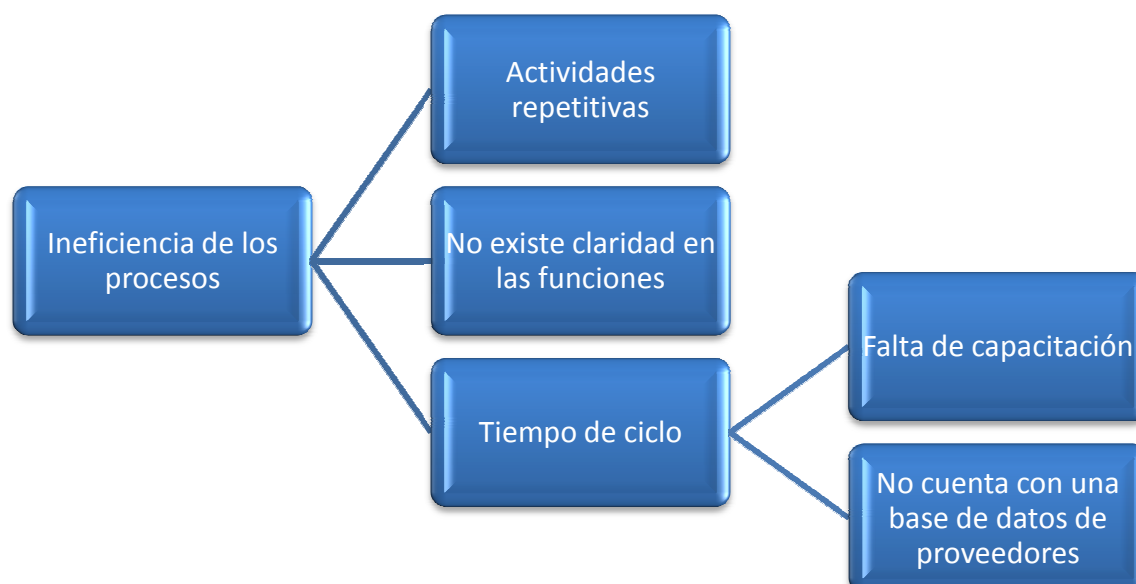 Actividades
repetitivas
Ineficiencia de los
procesos
No existe claridad en
las funciones
Tiempo de ciclo
Falta de capacitación
No cuenta con una
base de datos de
proveedores